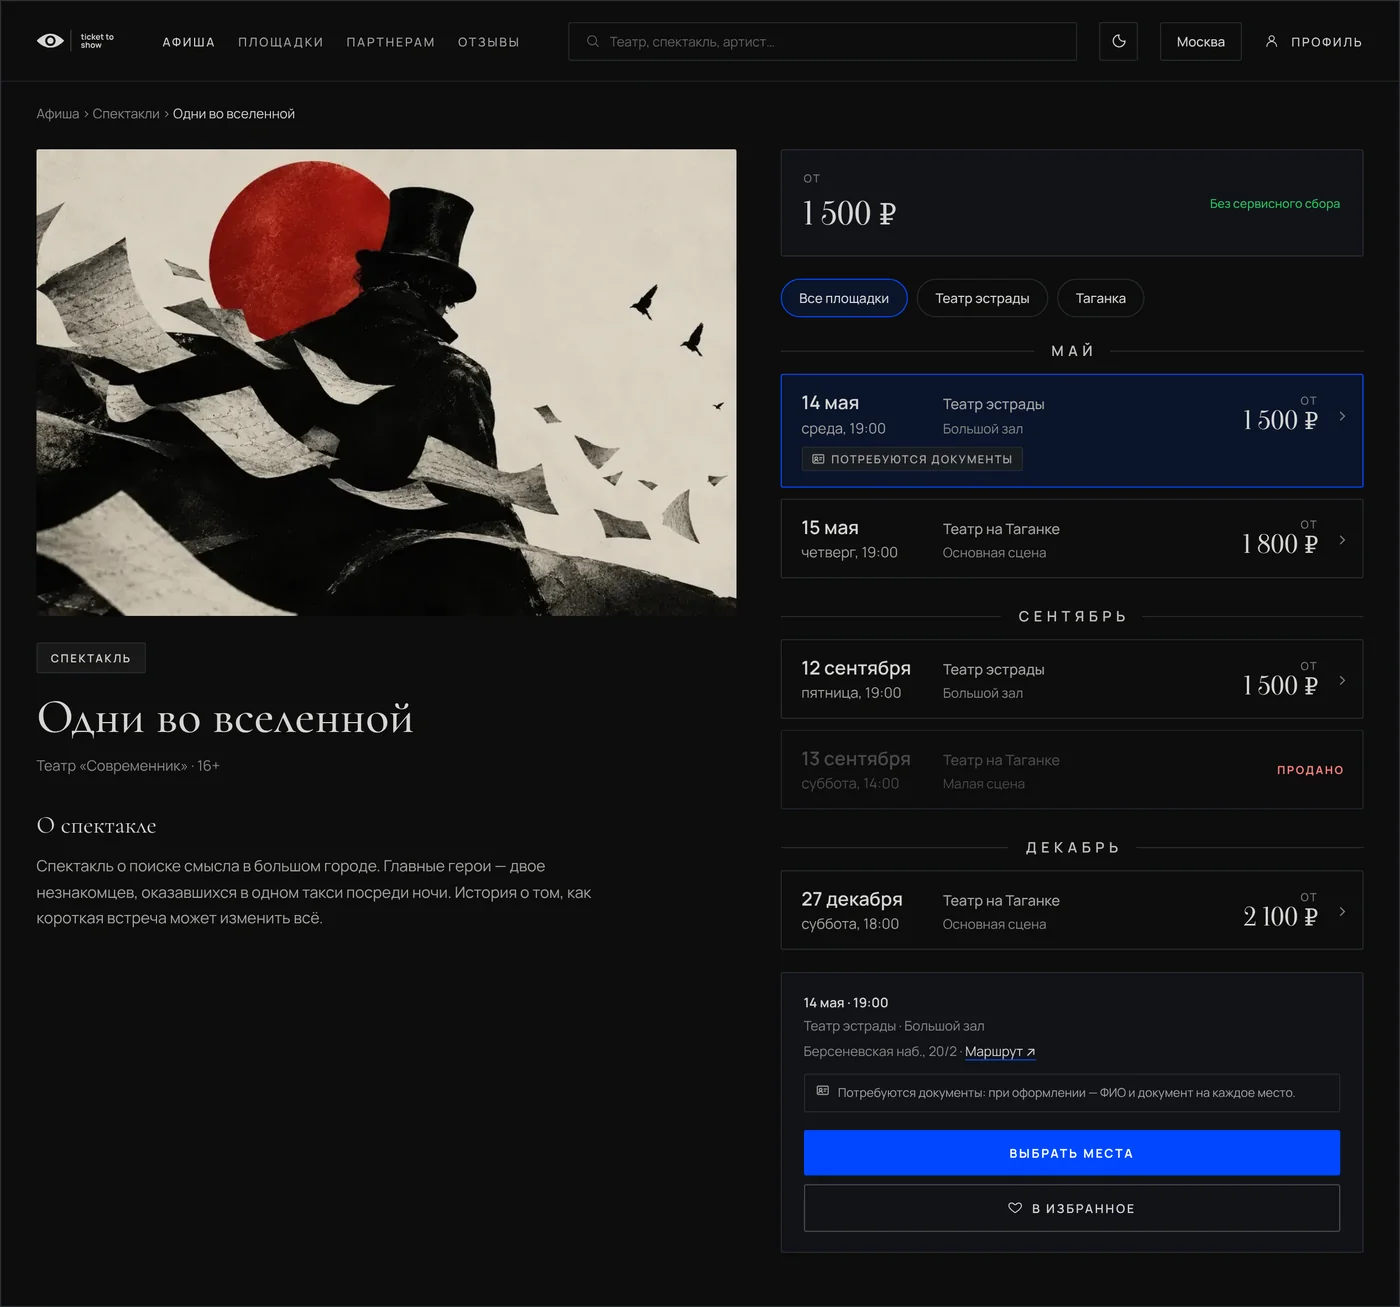 ticket to
show
АФИША ПЛОЩАДКИ ПАРТНЕРАМ ОТЗЫВЫ
Театр, спектакль, артист...
Москва
ПРОФИЛЬ
Афиша › Спектакли › Одни во вселенной
СПЕКТАКЛЬ
Одни во вселенной
Театр «Современник» · 16+
О спектакле
Спектакль о поиске смысла в большом городе. Главные герои — двое
незнакомцев, оказавшихся в одном такси посреди ночи. История о том, как
короткая встреча может изменить всё.
ОТ
1 500 ₽
Без сервисного сбора
Все площадки Театр эстрады Таганка
МАЙ
14 мая Театр эстрады ОТ
среда, 19:00 Большой зал 1 500 ₽
ПОТРЕБУЮТСЯ ДОКУМЕНТЫ
15 мая Театр на Таганке ОТ
четверг, 19:00 Основная сцена 1 800 ₽
СЕНТЯБРЬ
12 сентября Театр эстрады ОТ
пятница, 19:00 Большой зал 1 500 ₽
13 сентября Театр на Таганке ПРОДАНО
суббота, 14:00 Малая сцена
ДЕКАБРЬ
27 декабря Театр на Таганке ОТ
суббота, 18:00 Основная сцена 2 100 ₽
14 мая · 19:00
Театр эстрады · Большой зал
Берсеневская наб., 20/2 · Маршрут ↗
Потребуются документы: при оформлении — ФИО и документ на каждое место.
ВЫБРАТЬ МЕСТА
В ИЗБРАННОЕ